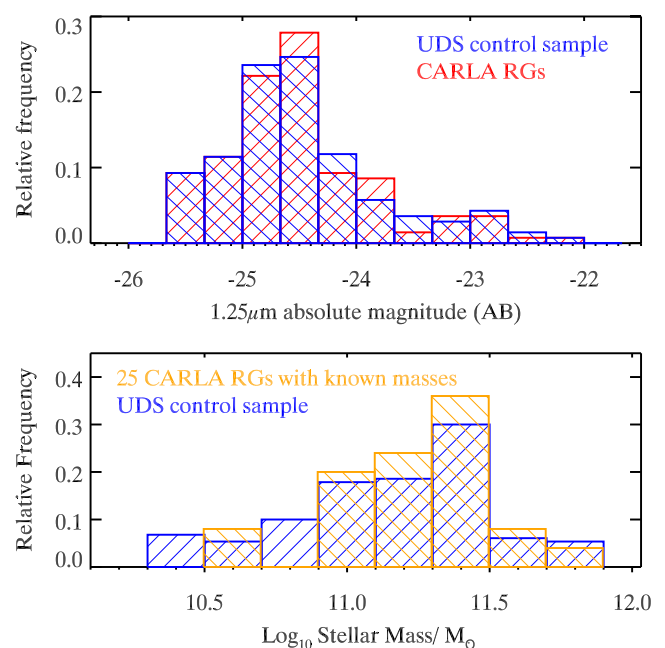 0.3
0.2
0.1
0.0
Relative frequency
UDS control sample
CARLA RGs
-26 -25 -24 -23 -22
1.25μm absolute magnitude (AB)
0.4
0.3
0.2
0.1
0.0
Relative Frequency
25 CARLA RGs with known masses
UDS control sample
10.5 11.0 11.5 12.0
Log₁₀ Stellar Mass/ M⊙